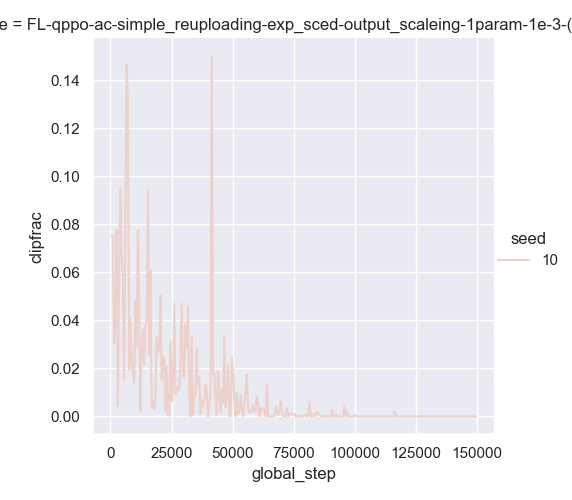 e = FL-qppo-ac-simple_reuploading-exp_sced-output_scaleing-1param-1e-3-(
clipfrac
0.14
0.12
0.10
0.08
0.06
0.04
0.02
0.00
0 25000 50000 75000 100000 125000 150000
global_step
seed
10